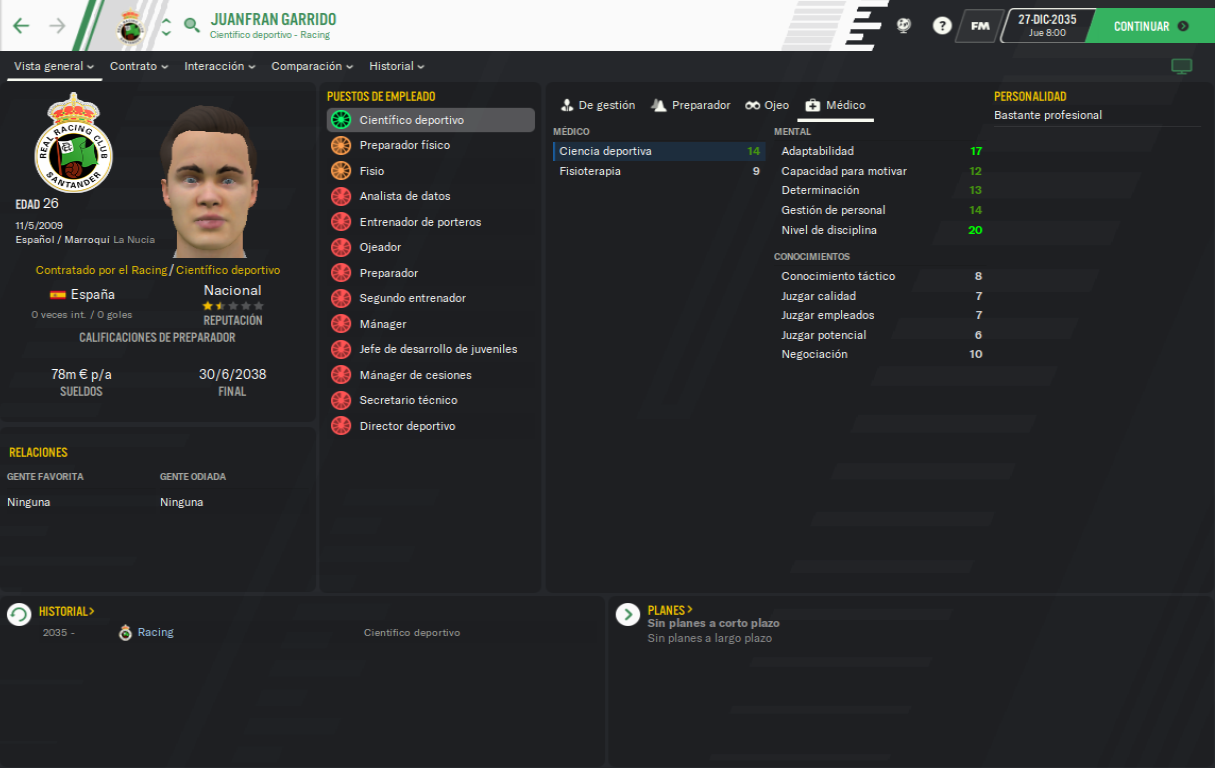 JUANFRAN GARRIDO
Científico deportivo - Racing
?
FM
27-DIC-2035
Jue 8:00
CONTINUAR
Vista general
Contrato
Interacción
Comparación
Historial
REAL RACING CLUB
SANTANDER
EDAD 26
11/5/2009
Español / Marroquí La Nucia
Contratado por el Racing/Científico deportivo
España
0 veces int. / 0 goles
Nacional
REPUTACIÓN
CALIFICACIONES DE PREPARADOR
78m € p/a
SUELDOS
30/6/2038
FINAL
RELACIONES
GENTE FAVORITA
GENTE ODIADA
Ninguna
Ninguna
PUESTOS DE EMPLEADO
Científico deportivo
Preparador físico
Fisio
Analista de datos
Entrenador de porteros
Ojeador
Preparador
Segundo entrenador
Mánager
Jefe de desarrollo de juveniles
Mánager de cesiones
Secretario técnico
Director deportivo
De gestión
Preparador
Ojeo
Médico
MÉDICO
Ciencia deportiva 14
Fisioterapia 9
MENTAL
Adaptabilidad 17
Capacidad para motivar 12
Determinación 13
Gestión de personal 14
Nivel de disciplina 20
CONOCIMIENTOS
Conocimiento táctico 8
Juzgar calidad 7
Juzgar empleados 7
Juzgar potencial 6
Negociación 10
PERSONALIDAD
Bastante profesional
HISTORIAL>
2035 - Racing Científico deportivo
PLANES>
Sin planes a corto plazo
Sin planes a largo plazo